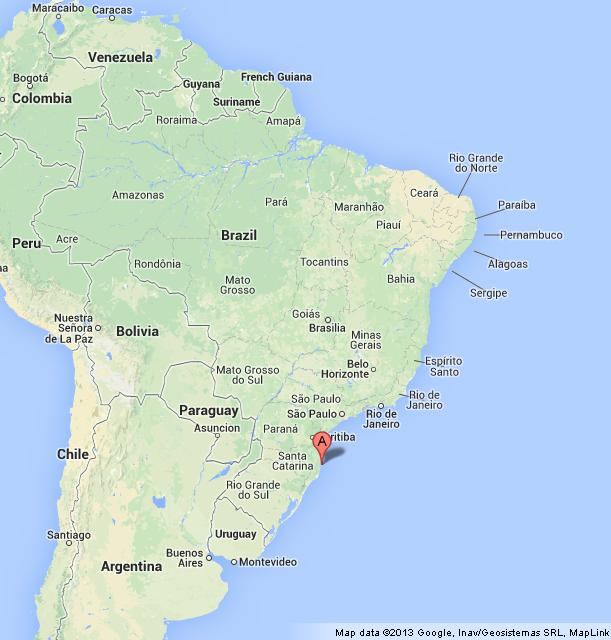 Maracaibo
Caracas
Venezuela
Bogotá
Colombia
Guyana
French Guiana
Suriname
Roraima
Amapá
Rio Grande
do Norte
Ceará
Amazonas
Pará
Maranhão
Paraíba
Piauí
Pernambuco
Peru
Acre
Brazil
Rondônia
Tocantins
Alagoas
Mato
Grosso
Bahia
Sergipe
Nuestra
Señora
de La Paz
Bolivia
Goiás
Brasilia
Minas
Gerais
Mato Grosso
do Sul
Belo
Horizonte
Espírito
Santo
São Paulo
Rio de
Janeiro
Paraguay
São Paulo
Rio de
Janeiro
Asuncion
Paraná
A
Chile
Santa
Catarina
Rio Grande
do Sul
Santiago
Uruguay
Buenos
Aires
Montevideo
Argentina
Map data ©2013 Google, Inav/Geosistemas SRL, MapLink